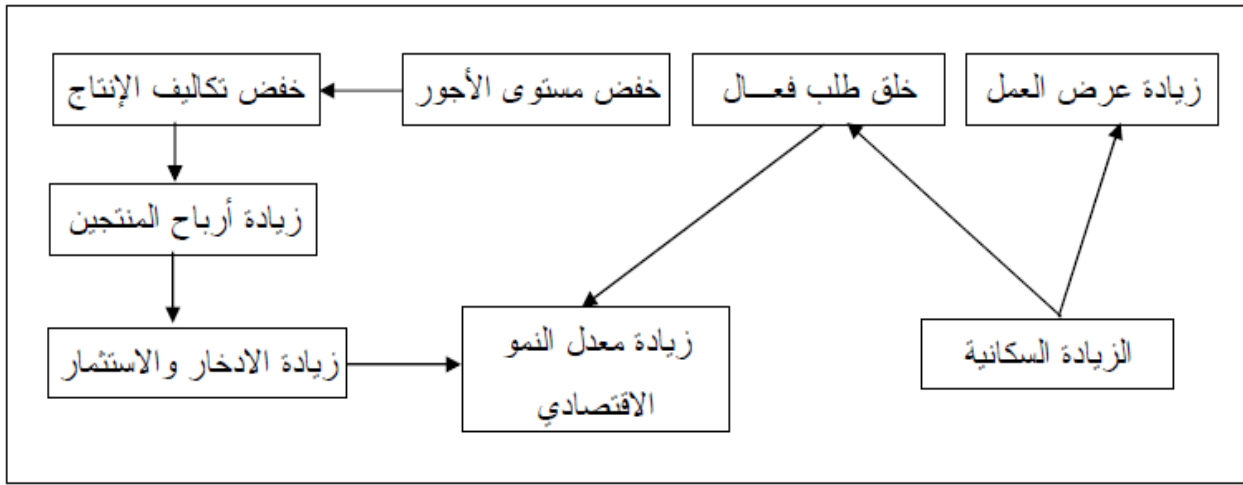 زيادة عرض العمل
خلق طلب فعـــال
خفض مستوى الأجور
خفض تكاليف الإنتاج
زيادة أرباح المنتجين
الزيادة السكانية
زيادة معدل النمو
الاقتصادي
زيادة الادخار والاستثمار